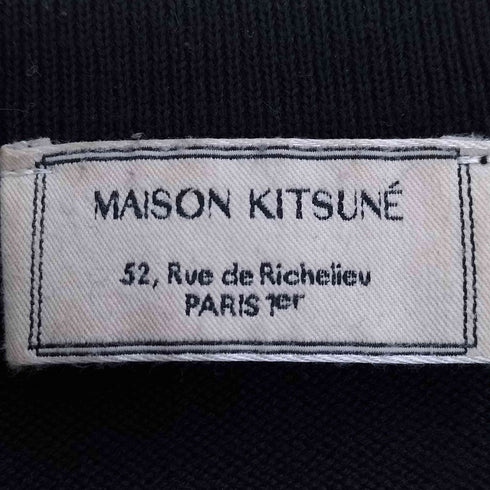 MAISON KITSUNÉ
52, Rue de Richelieu
PARIS 1er